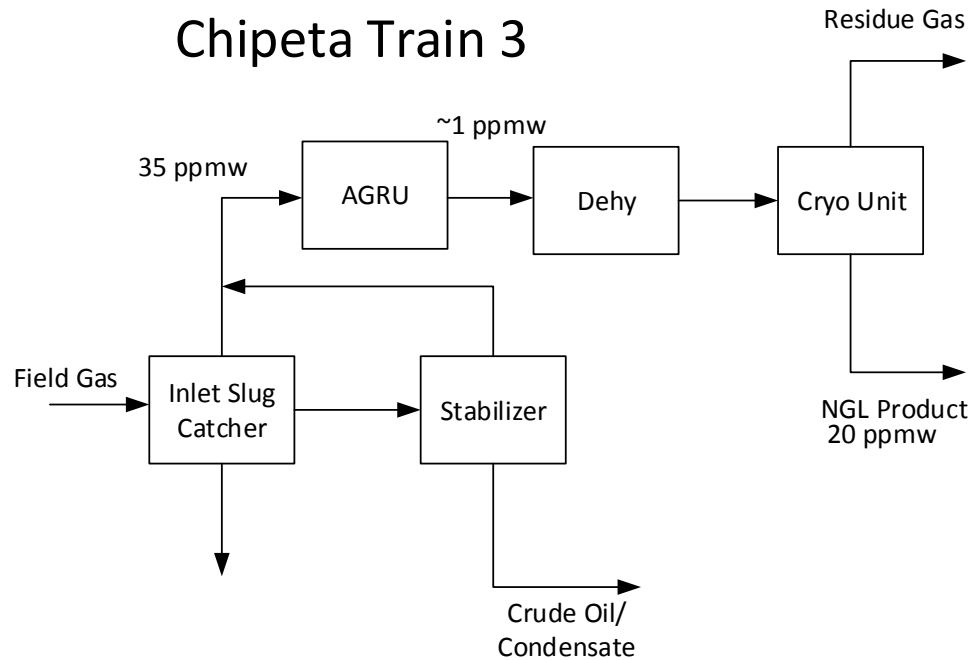 Chipeta Train 3
Residue Gas
~1 ppmw
35 ppmw
AGRU
Dehy
Cryo Unit
Field Gas
Inlet Slug
Catcher
Stabilizer
NGL Product
20 ppmw
Crude Oil/
Condensate